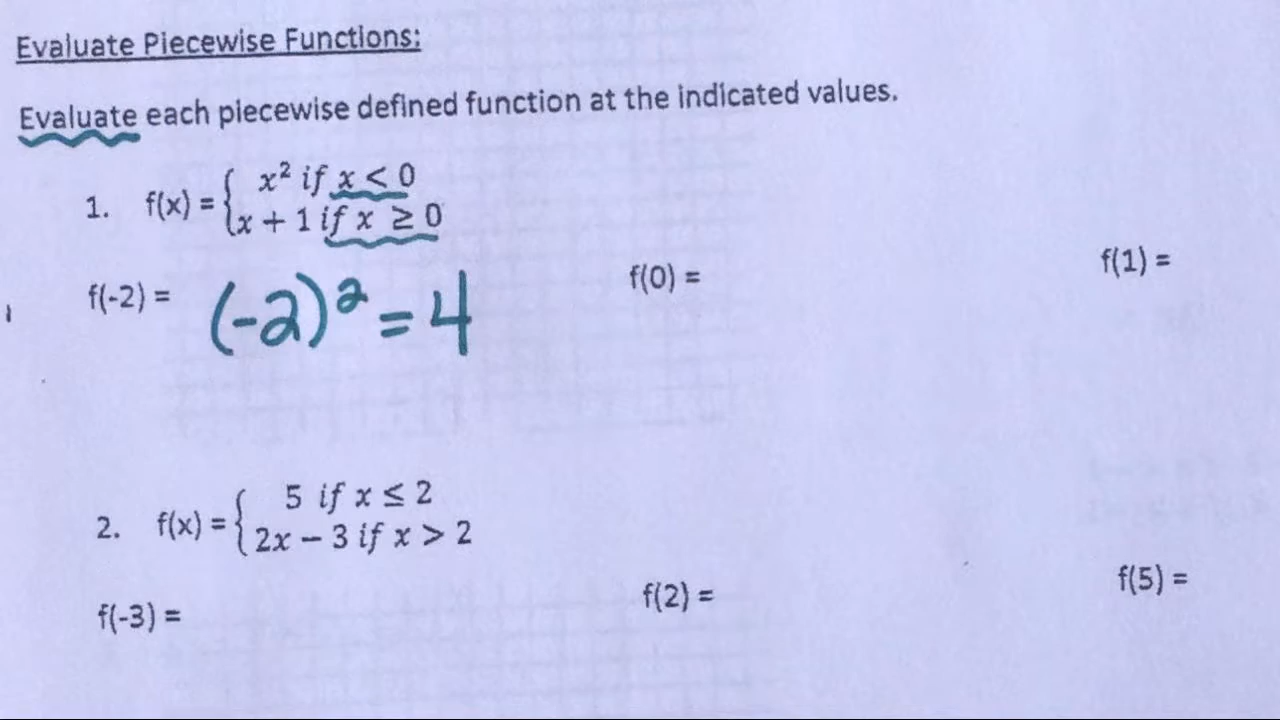 Evaluate Piecewise Functions:
Evaluate each piecewise defined function at the indicated values.
1. f(x) = { x² if x < 0
x + 1 if x ≥ 0
f(-2) = (-2)² = 4 f(0) = f(1) =
2. f(x) = { 5 if x ≤ 2
2x − 3 if x > 2
f(-3) = f(2) = f(5) =